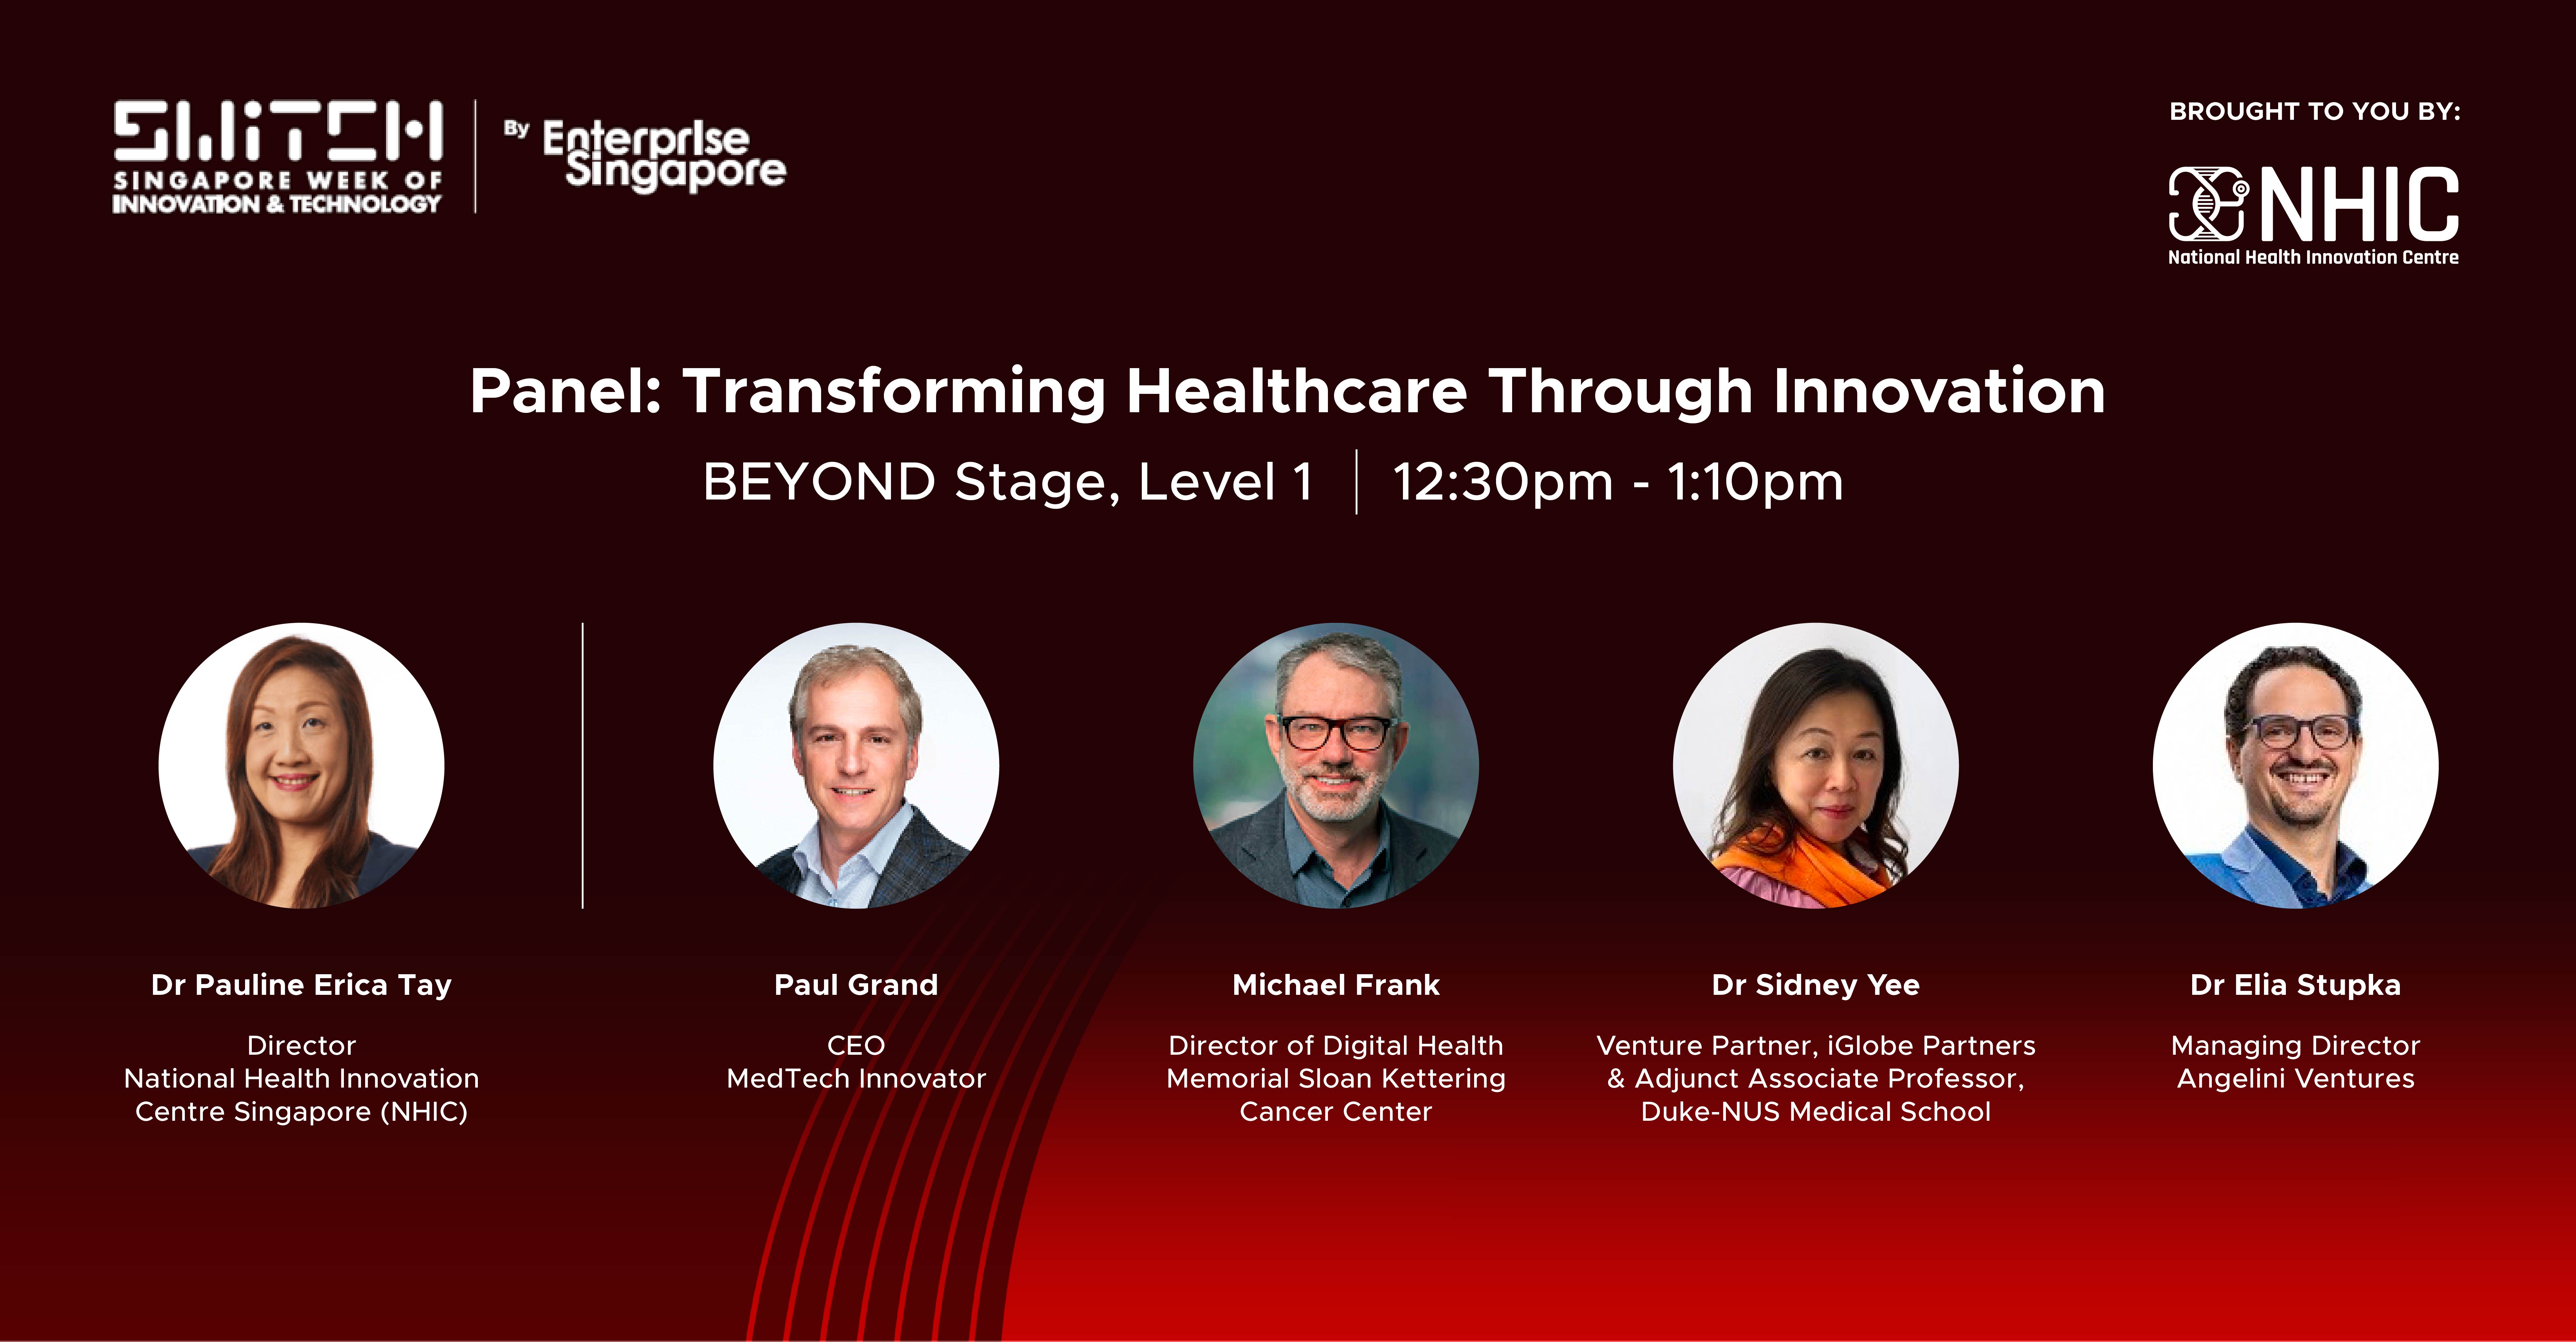 SWITCH
SINGAPORE WEEK OF
INNOVATION & TECHNOLOGY
By Enterprise
Singapore
BROUGHT TO YOU BY:
NHIC
National Health Innovation Centre
Panel: Transforming Healthcare Through Innovation
BEYOND Stage, Level 1 | 12:30pm - 1:10pm
Dr Pauline Erica Tay
Director
National Health Innovation
Centre Singapore (NHIC)
Paul Grand
CEO
MedTech Innovator
Michael Frank
Director of Digital Health
Memorial Sloan Kettering
Cancer Center
Dr Sidney Yee
Venture Partner, iGlobe Partners
& Adjunct Associate Professor,
Duke-NUS Medical School
Dr Elia Stupka
Managing Director
Angelini Ventures